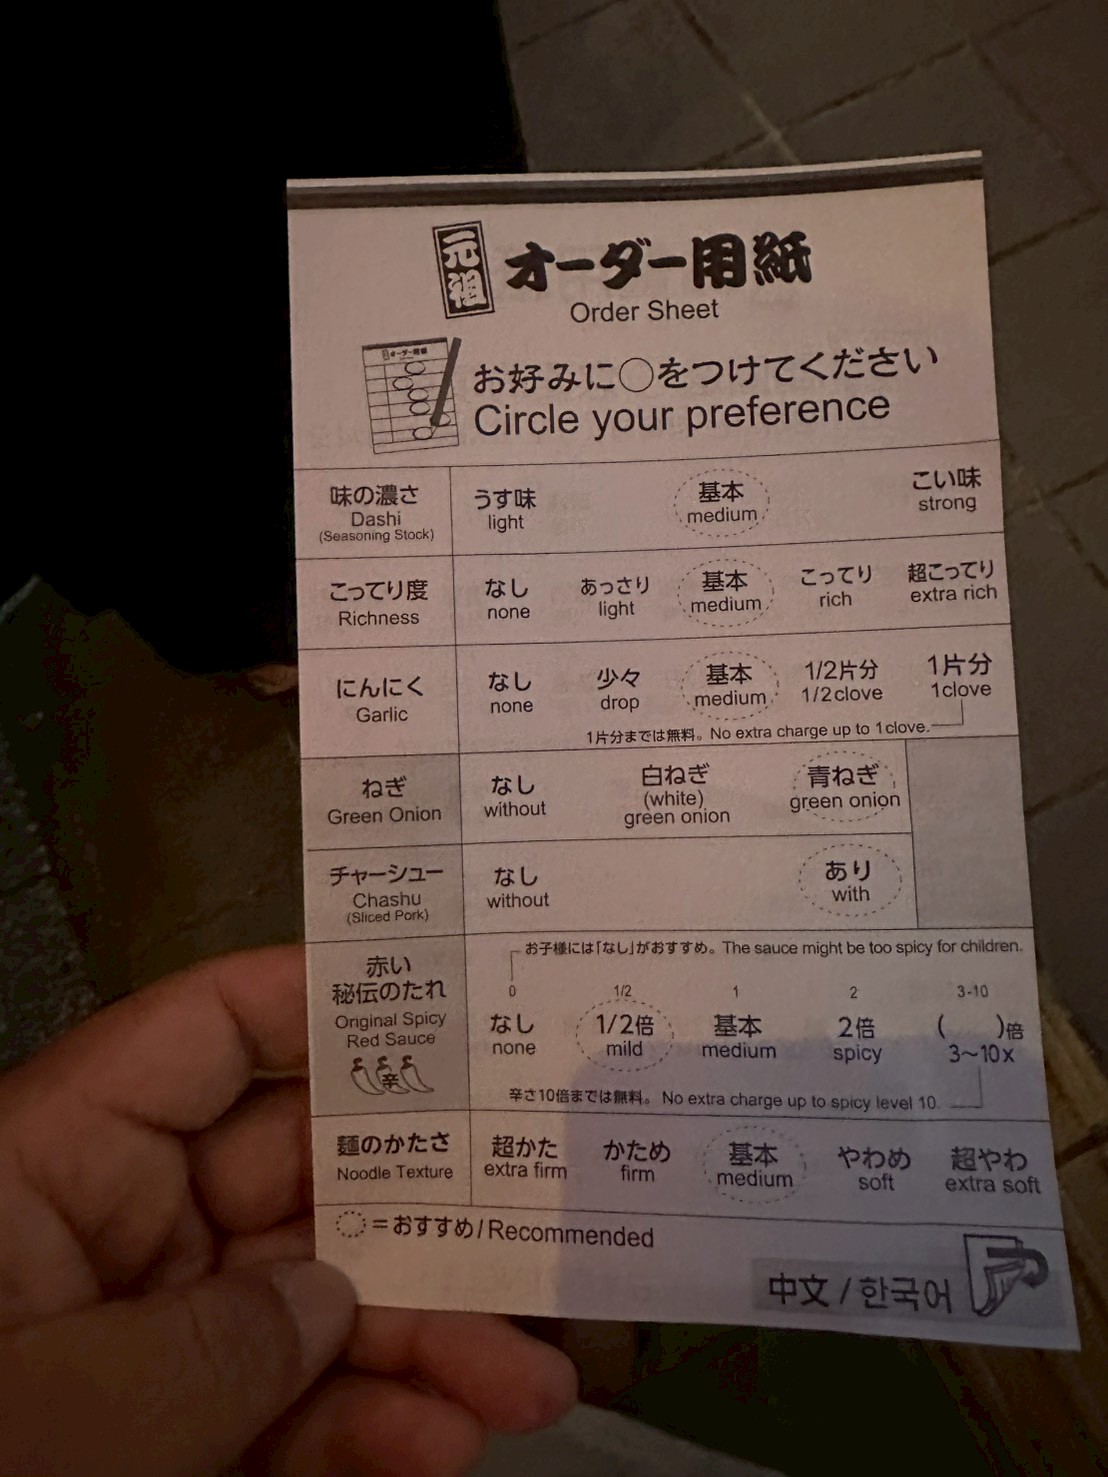 元祖 オーダー用紙
Order Sheet
お好みに○をつけてください
Circle your preference
味の濃さ
Dashi
(Seasoning Stock)
うす味
light
基本
medium
こい味
strong
こってり度
Richness
なし
none
あっさり
light
基本
medium
こってり
rich
超こってり
extra rich
にんにく
Garlic
なし
none
少々
drop
基本
medium
1/2片分
1/2 clove
1片分
1clove
1片分までは無料。No extra charge up to 1clove.
ねぎ
Green Onion
なし
without
白ねぎ
(white)
green onion
青ねぎ
green onion
チャーシュー
Chashu
(Sliced Pork)
なし
without
あり
with
赤い
秘伝のたれ
Original Spicy
Red Sauce
辛
お子様には「なし」がおすすめ。The sauce might be too spicy for children.
0
なし
none
1/2
1/2倍
mild
1
基本
medium
2
2倍
spicy
3-10
( )倍
3〜10x
辛さ10倍までは無料。No extra charge up to spicy level 10.
麺のかたさ
Noodle Texture
超かた
extra firm
かため
firm
基本
medium
やわめ
soft
超やわ
extra soft
=おすすめ/Recommended
中文/한국어